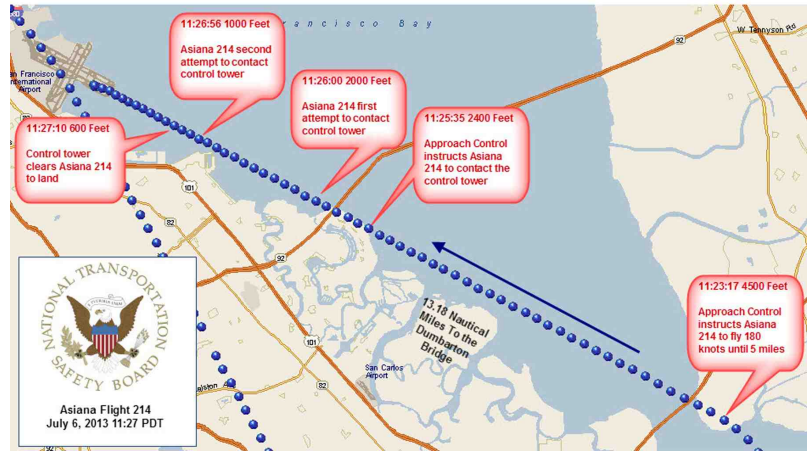 11:26:56 1000 Feet
Asiana 214 second
attempt to contact
control tower
Francisco Bay
W Tennyson Rd
92
San Francisco
International
Airport
11:26:00 2000 Feet
Asiana 214 first
attempt to contact
control tower
11:25:35 2400 Feet
Approach Control
instructs Asiana
214 to contact the
control tower
11:27:10 600 Feet
Control tower
clears Asiana 214
to land
101
82
92
92
11:23:17 4500 Feet
Approach Control
instructs Asiana
214 to fly 180
knots until 5 miles
13.18 Nautical
Miles To the
Dumbarton
Bridge
101
San Carlos
Airport
82
NATIONAL TRANSPORTATION
SAFETY BOARD
Asiana Flight 214
July 6, 2013 11:27 PDT